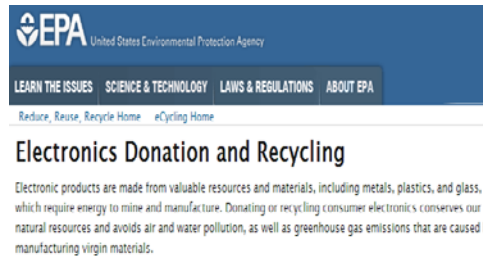 EPA United States Environmental Protection Agency
LEARN THE ISSUES SCIENCE & TECHNOLOGY LAWS & REGULATIONS ABOUT EPA
Reduce, Reuse, Recycle Home eCycling Home
Electronics Donation and Recycling
Electronic products are made from valuable resources and materials, including metals, plastics, and glass,
which require energy to mine and manufacture. Donating or recycling consumer electronics conserves our
natural resources and avoids air and water pollution, as well as greenhouse gas emissions that are caused
manufacturing virgin materials.